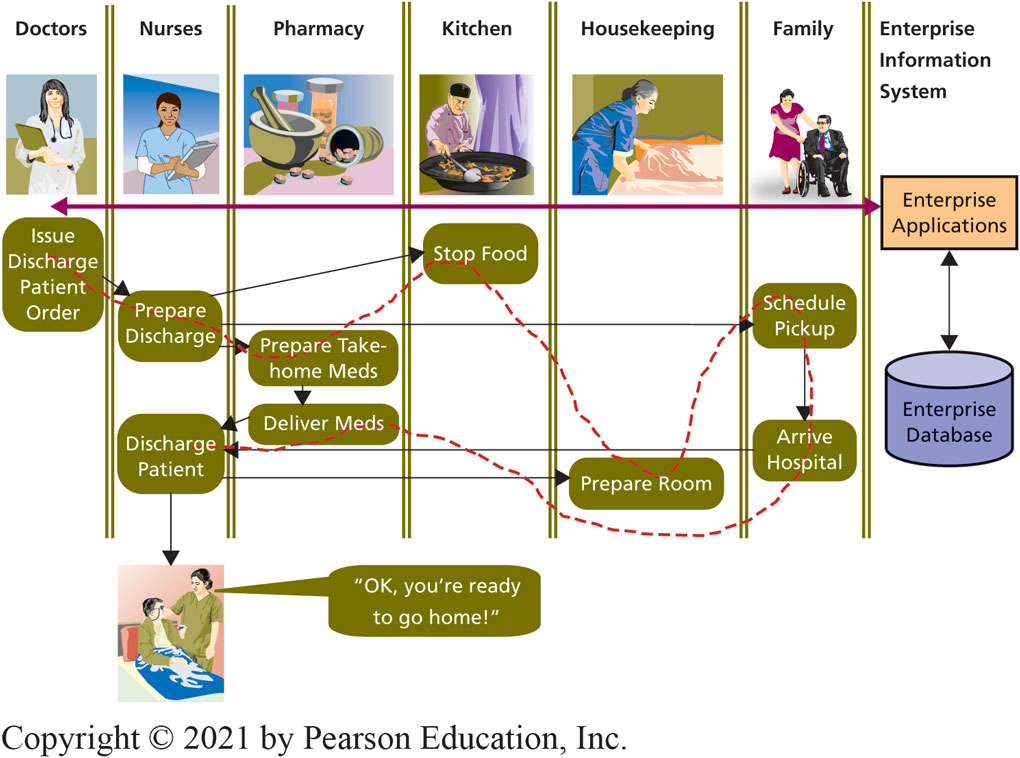 Doctors
Nurses
Pharmacy
Kitchen
Housekeeping
Family
Enterprise
Information
System
Issue
Discharge
Patient
Order
Prepare
Discharge
Prepare Take-
home Meds
Deliver Meds
Discharge
Patient
Stop Food
Prepare Room
Schedule
Pickup
Arrive
Hospital
Enterprise
Applications
Enterprise
Database
“OK, you’re ready
to go home!”
Copyright © 2021 by Pearson Education, Inc.